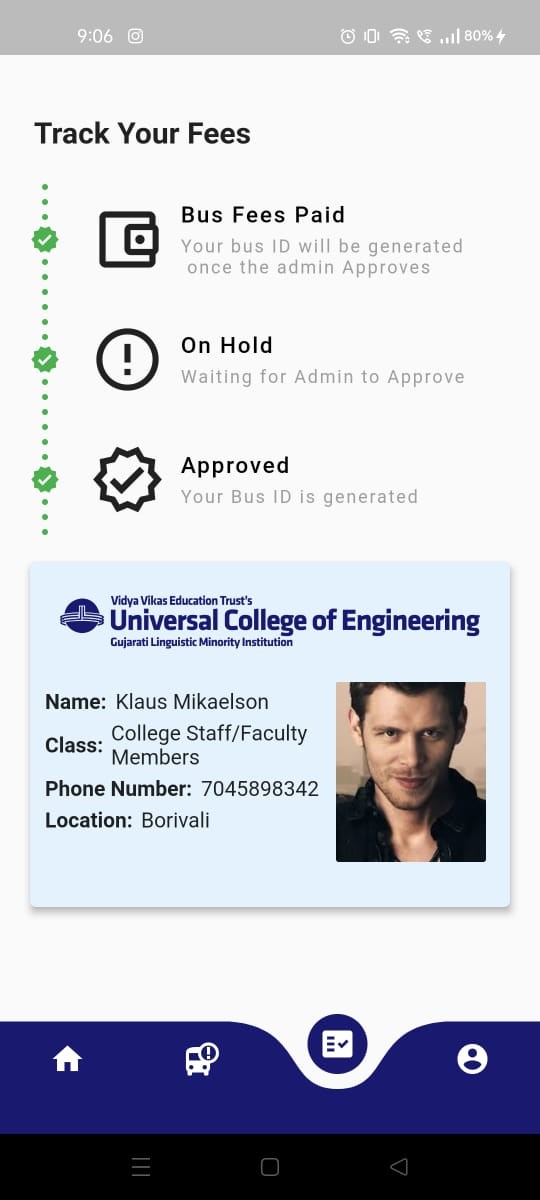 9:06
80%
Track Your Fees
Bus Fees Paid
Your bus ID will be generated
once the admin Approves
On Hold
Waiting for Admin to Approve
Approved
Your Bus ID is generated
Vidya Vikas Education Trust's
Universal College of Engineering
Gujarati Linguistic Minority Institution
Name: Klaus Mikaelson
Class: College Staff/Faculty
Members
Phone Number: 7045898342
Location: Borivali